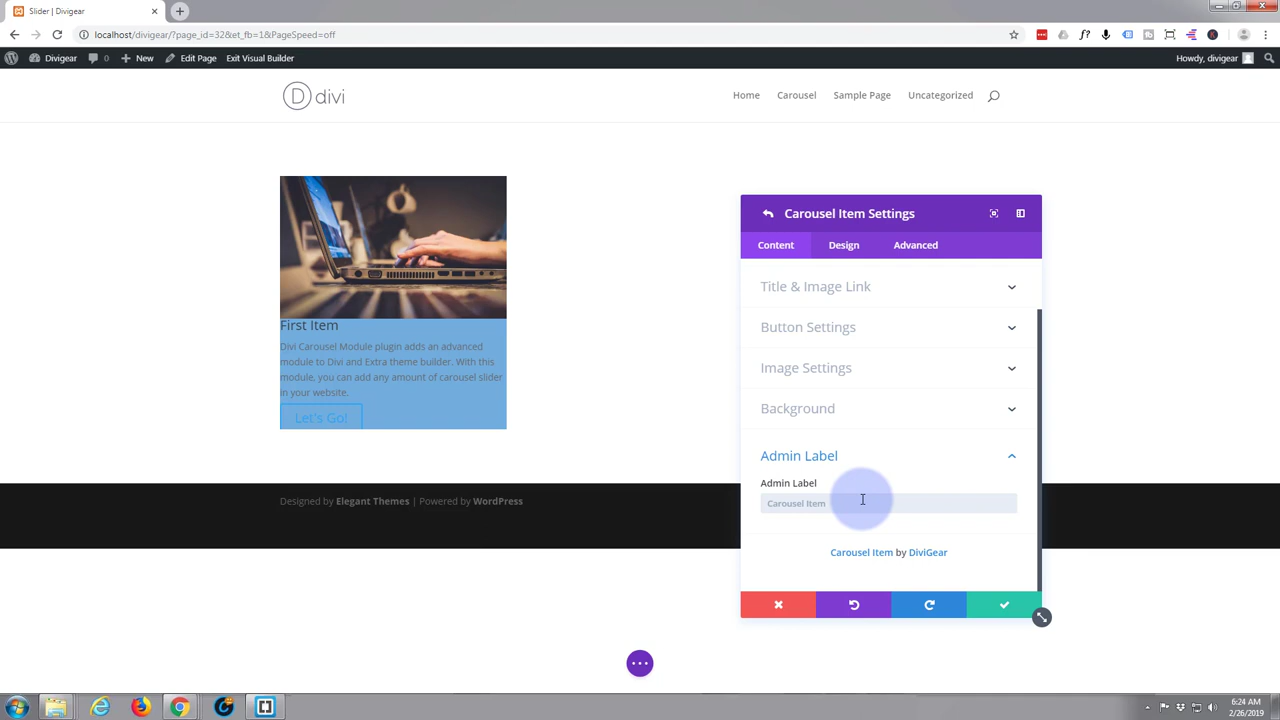 Slider | Divigear
localhost/divigear/?page_id=32&et_fb=1&PageSpeed=off
Divigear 0 New Edit Page Exit Visual Builder Howdy, divigear
D divi
Home Carousel Sample Page Uncategorized
First Item
Divi Carousel Module plugin adds an advanced
module to Divi and Extra theme builder. With this
module, you can add any amount of carousel slider
in your website.
Let's Go!
Designed by Elegant Themes | Powered by WordPress
Carousel Item Settings
Content Design Advanced
Title & Image Link
Button Settings
Image Settings
Background
Admin Label
Admin Label
Carousel Item
Carousel Item by DiviGear
6:24 AM
2/26/2019